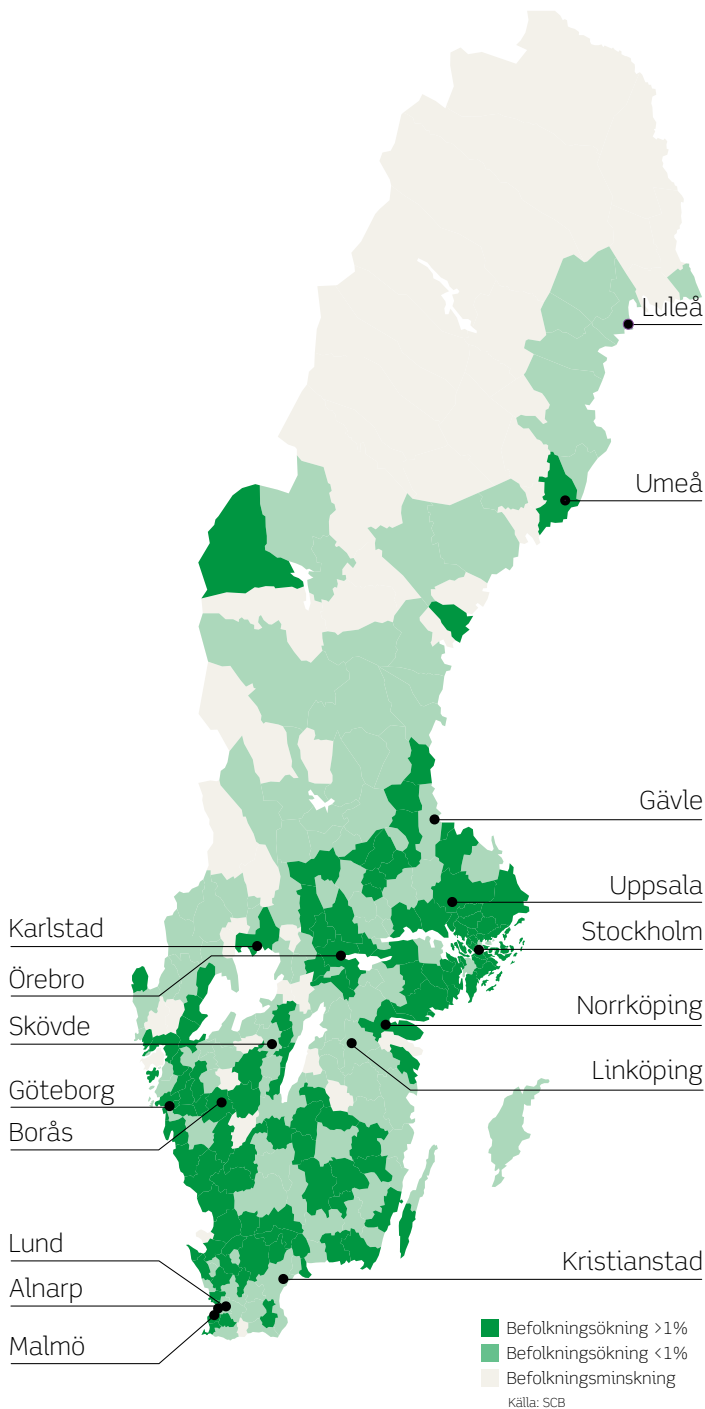 Luleå
Umeå
Gävle
Uppsala
Karlstad
Stockholm
Örebro
Norrköping
Skövde
Linköping
Göteborg
Borås
Lund
Kristianstad
Alnarp
Malmö
Befolkningsökning >1%
Befolkningsökning <1%
Befolkningsminskning
Källa: SCB